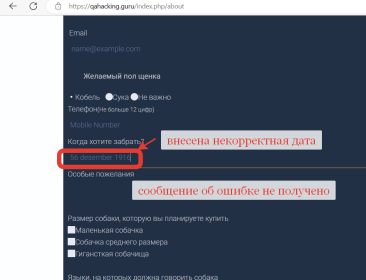 https://qahacking.guru/index.php/about
Email
name@example.com
Желаемый пол щенка
• Кобель Сука Не важно
Телефон(Не больше 12 цифр)
Mobile Number
Когда хотите забрать?
внесена некорректная дата
56 desember 1916
Особые пожелания
сообщение об ошибке не получено
Размер собаки, которую вы планируете купить
Маленькая собачка
Собачка среднего размера
Гигантская собачища
Языки, на которых должна говорить собака